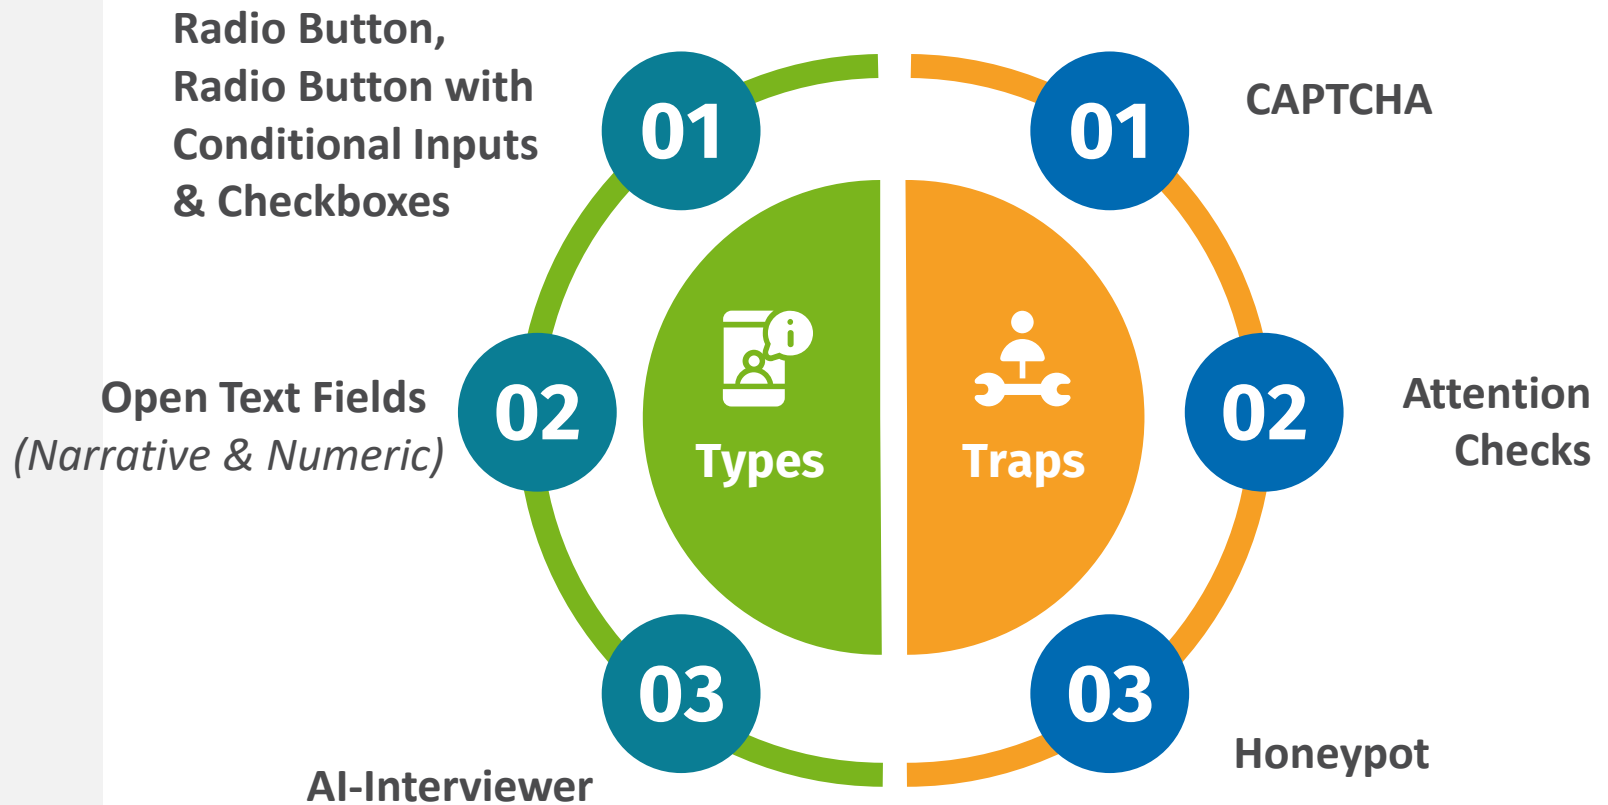 Radio Button,
Radio Button with
Conditional Inputs
& Checkboxes
01
Open Text Fields
(Narrative & Numeric)
02
03
AI-Interviewer
Types
Traps
01
CAPTCHA
02
Attention
Checks
03
Honeypot